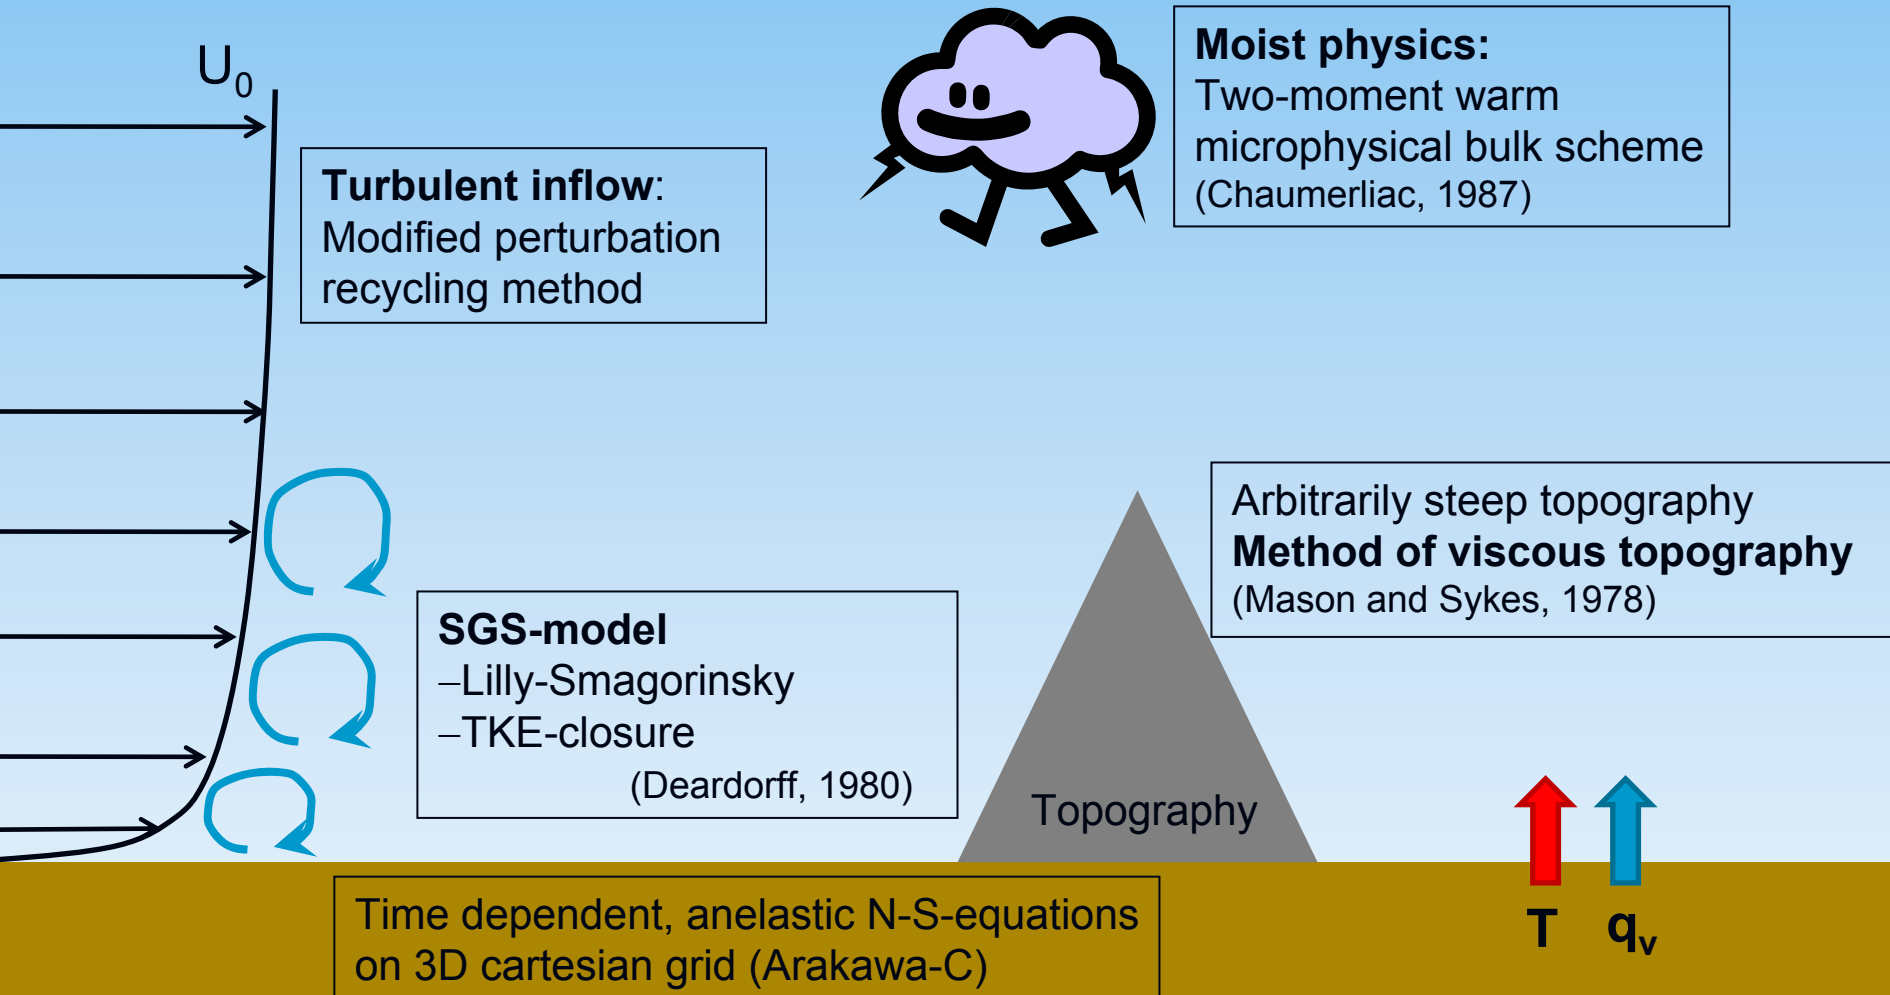 U₀
Turbulent inflow:
Modified perturbation
recycling method
Moist physics:
Two-moment warm
microphysical bulk scheme
(Chaumerliac, 1987)
Arbitrarily steep topography
Method of viscous topography
(Mason and Sykes, 1978)
SGS-model
–Lilly-Smagorinsky
–TKE-closure
(Deardorff, 1980)
Topography
Time dependent, anelastic N-S-equations
on 3D cartesian grid (Arakawa-C)
T qᵥ